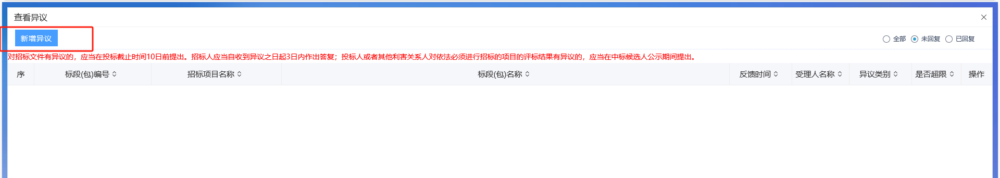 查看异议
新增异议
全部 未回复 已回复
对招标文件有异议的，应当在投标截止时间10日前提出。招标人应当自收到异议之日起3日内作出答复；投标人或者其他利害关系人对依法必须进行招标的项目的评标结果有异议的，应当在中标候选人公示期间提出。
序 标段(包)编号 招标项目名称 标段(包)名称 反馈时间 受理人名称 异议类别 是否超限 操作